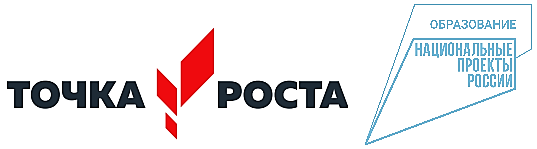 ТОЧКА РОСТА
ОБРАЗОВАНИЕ
НАЦИОНАЛЬНЫЕ
ПРОЕКТЫ
РОССИИ